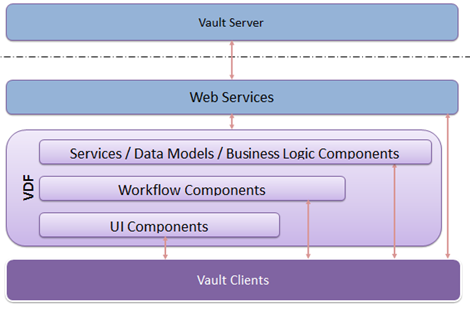 Vault Server
Web Services
VDF
Services / Data Models / Business Logic Components
Workflow Components
UI Components
Vault Clients